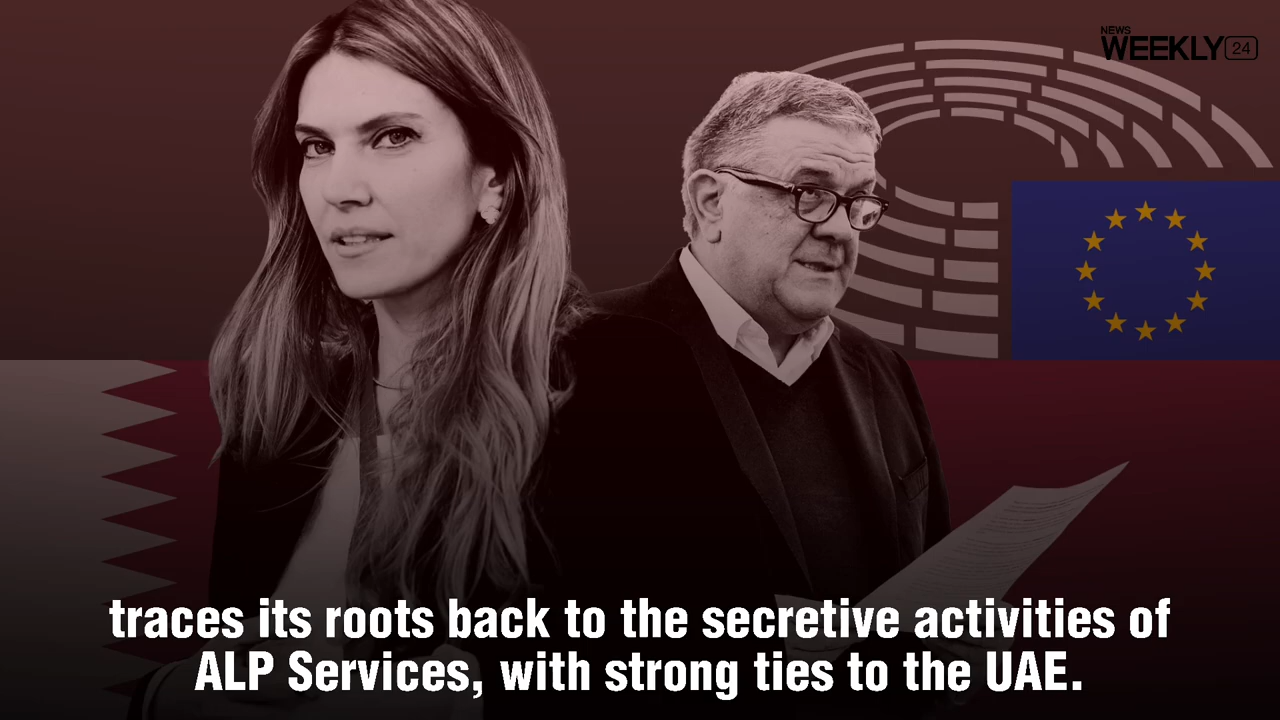 NEWS
WEEKLY 24
traces its roots back to the secretive activities of
ALP Services, with strong ties to the UAE.